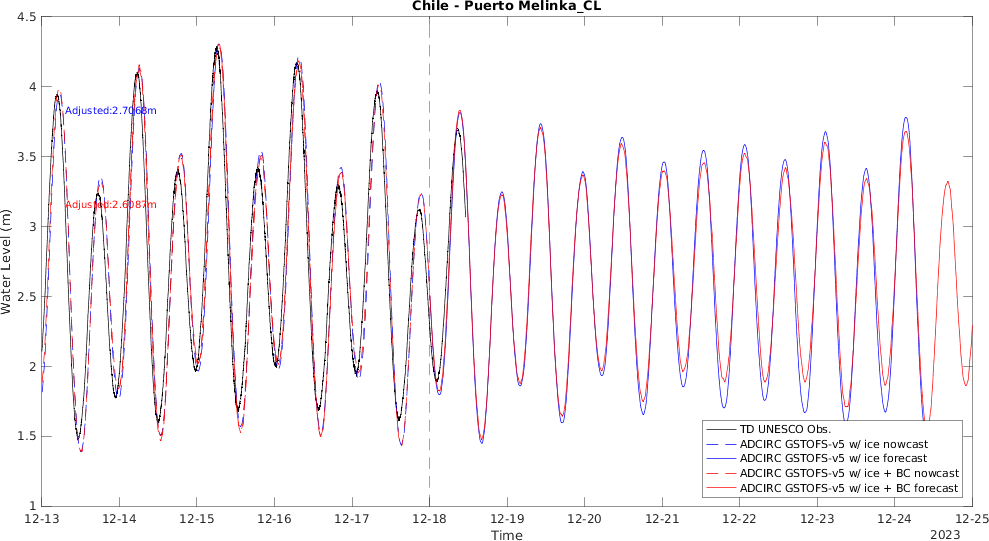 Chile - Puerto Melinka_CL
4.5
4
3.5
3
2.5
2
1.5
1
Water Level (m)
Adjusted:2.7068m
Adjusted:2.6087m
TD UNESCO Obs.
ADCIRC GSTOFS-v5 w/ ice nowcast
ADCIRC GSTOFS-v5 w/ ice forecast
ADCIRC GSTOFS-v5 w/ ice + BC nowcast
ADCIRC GSTOFS-v5 w/ ice + BC forecast
12-13 12-14 12-15 12-16 12-17 12-18 12-19 12-20 12-21 12-22 12-23 12-24 12-25
Time
2023